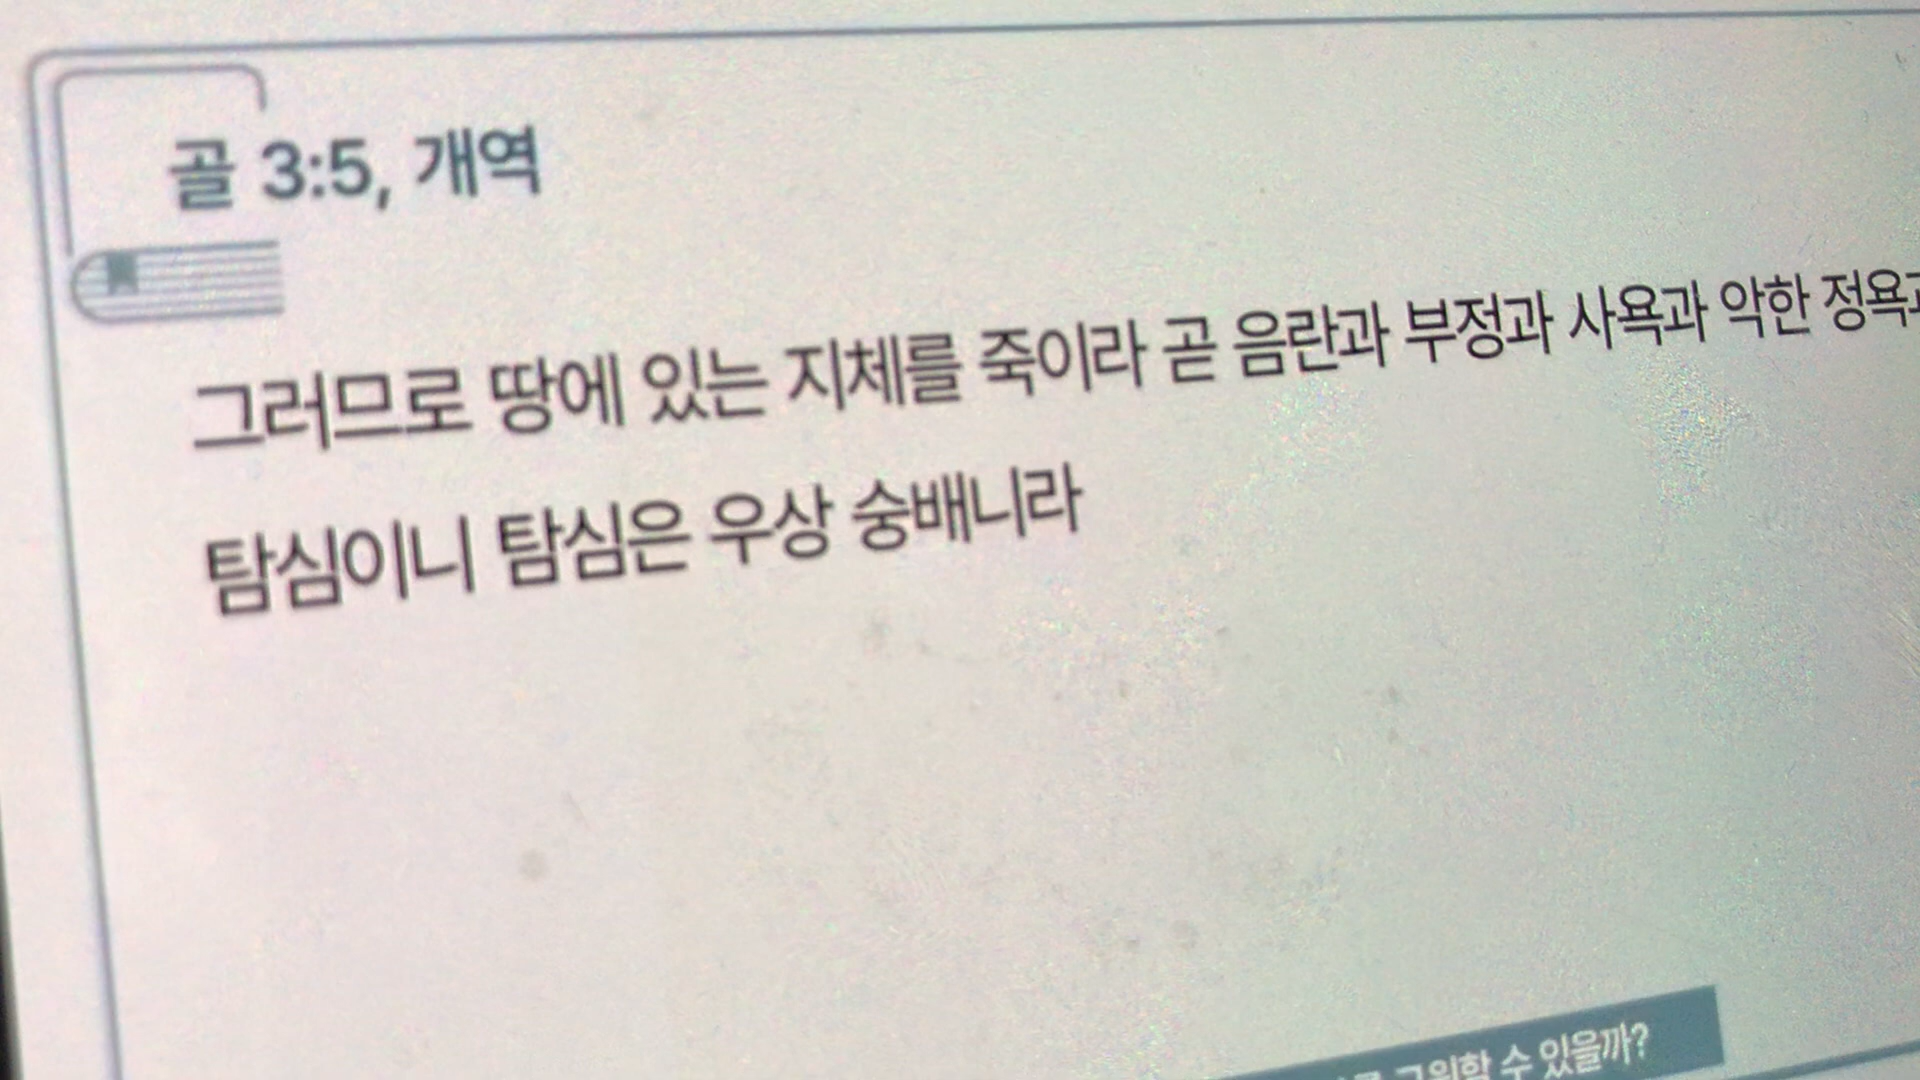 골 3:5, 개역
그러므로 땅에 있는 지체를 죽이라 곧 음란과 부정과 사욕과 악한 정욕과
탐심이니 탐심은 우상 숭배니라
수 있을까?